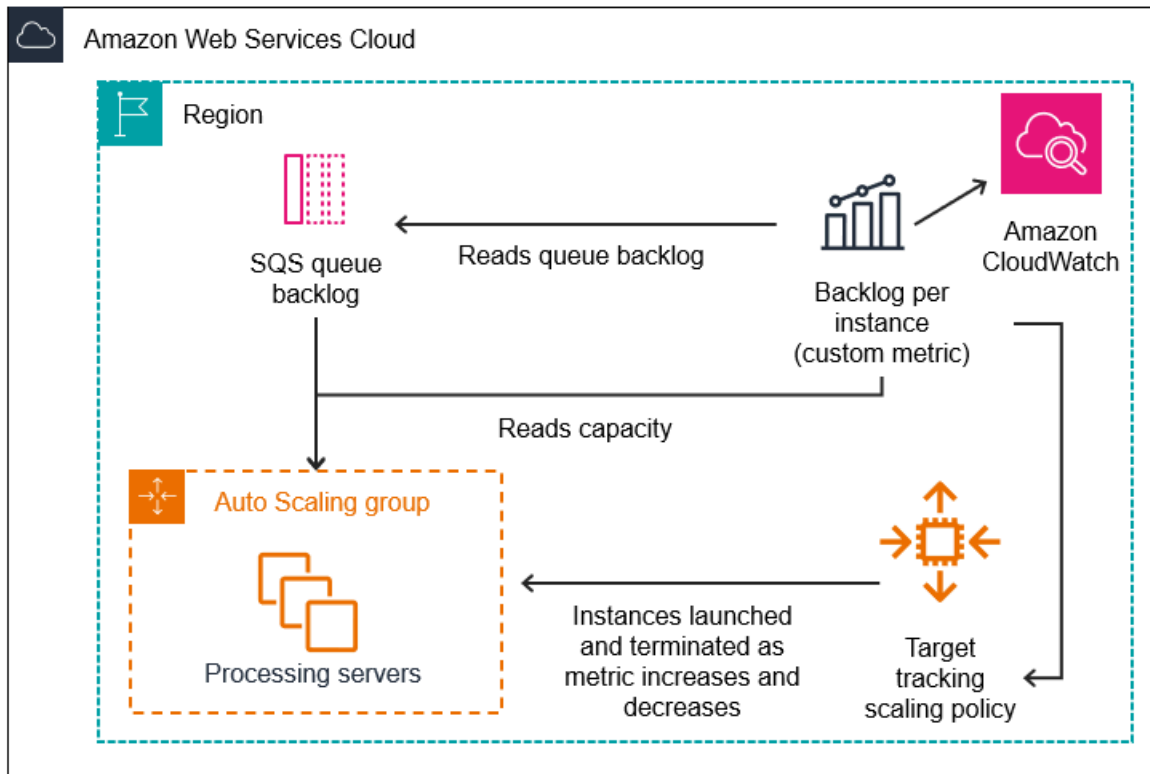 Amazon Web Services Cloud
Region
SQS queue
backlog
Reads queue backlog
Backlog per
instance
(custom metric)
Amazon
CloudWatch
Reads capacity
Auto Scaling group
Processing servers
Instances launched
and terminated as
metric increases and
decreases
Target
tracking
scaling policy